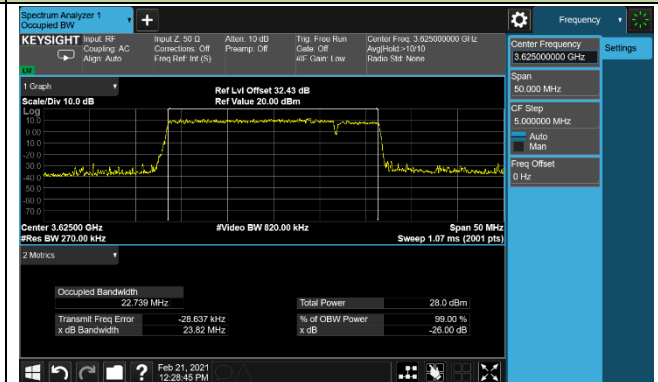 Spectrum Analyzer 1
Occupied BW
+
Frequency
KEYSIGHT
Input: RF
Coupling: AC
Align: Auto
Input Z: 50 Ω
Corrections: Off
Freq Ref: Int (S)
Atten: 10 dB
Preamp: Off
Trig: Free Run
Gate: Off
#IF Gain: Low
Center Freq: 3.625000000 GHz
Avg|Hold:>10/10
Radio Std: None
LXI
Center Frequency
3.625000000 GHz
Settings
Span
50.000 MHz
CF Step
5.000000 MHz
Auto
Man
Freq Offset
0 Hz
1 Graph
Scale/Div 10.0 dB
Ref Lvl Offset 32.43 dB
Ref Value 20.00 dBm
Log
10.0
0.00
-10.0
-20.0
-30.0
-40.0
-50.0
-60.0
-70.0
Center 3.62500 GHz
#Video BW 820.00 kHz
Span 50 MHz
#Res BW 270.00 kHz
Sweep 1.07 ms (2001 pts)
2 Metrics
Occupied Bandwidth
22.739 MHz
Total Power
28.0 dBm
Transmit Freq Error
-28.637 kHz
% of OBW Power
99.00 %
x dB Bandwidth
23.82 MHz
x dB
-26.00 dB
?
Feb 21, 2021
12:28:45 PM